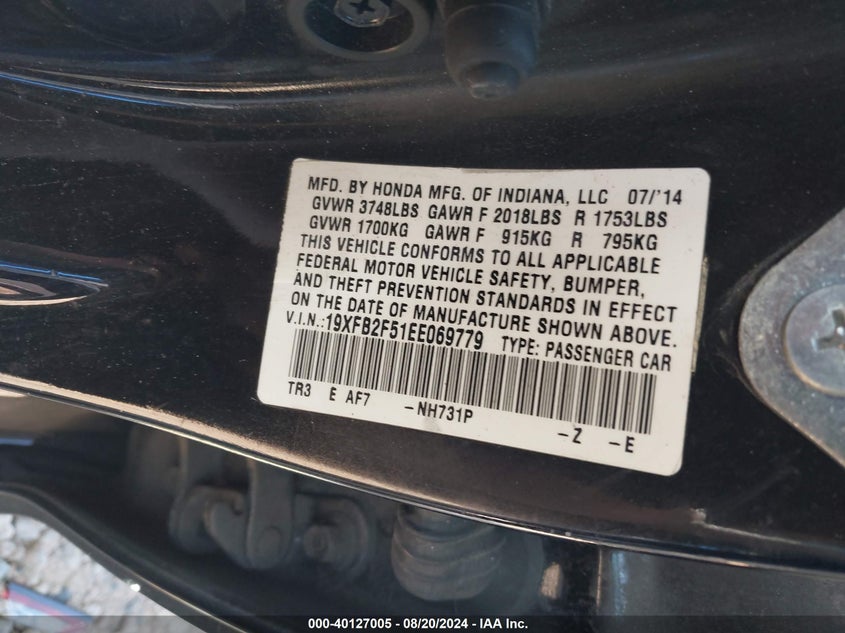 MFD. BY HONDA MFG. OF INDIANA, LLC 07/'14
GVWR 3748LBS GAWR F 2018LBS R 1753LBS
GVWR 1700KG GAWR F 915KG R 795KG
THIS VEHICLE CONFORMS TO ALL APPLICABLE
FEDERAL MOTOR VEHICLE SAFETY, BUMPER,
AND THEFT PREVENTION STANDARDS IN EFFECT
ON THE DATE OF MANUFACTURE SHOWN ABOVE.
V.I.N.:19XFB2F51EE069779 TYPE: PASSENGER CAR
TR3 E AF7 -NH731P -Z -E
000-40127005 | 08/20/2024 - IAA Inc.